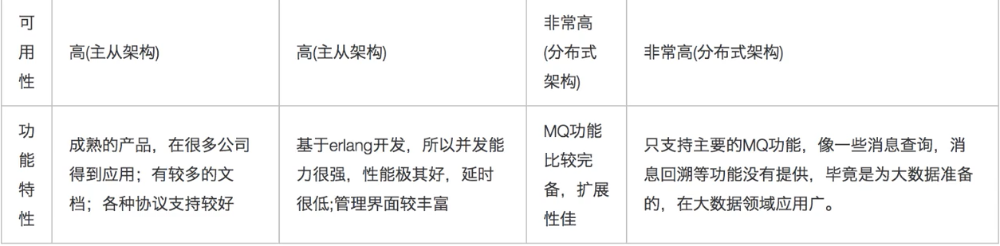 可
用
性
高(主从架构)
高(主从架构)
非常高
(分布式
架构)
非常高(分布式架构)
功
能
特
性
成熟的产品，在很多公司
得到应用；有较多的文
档；各种协议支持较好
基于erlang开发，所以并发能
力很强，性能极其好，延时
很低;管理界面较丰富
MQ功能
比较完
备，扩展
性佳
只支持主要的MQ功能，像一些消息查询，消
息回溯等功能没有提供，毕竟是为大数据准备
的，在大数据领域应用广。